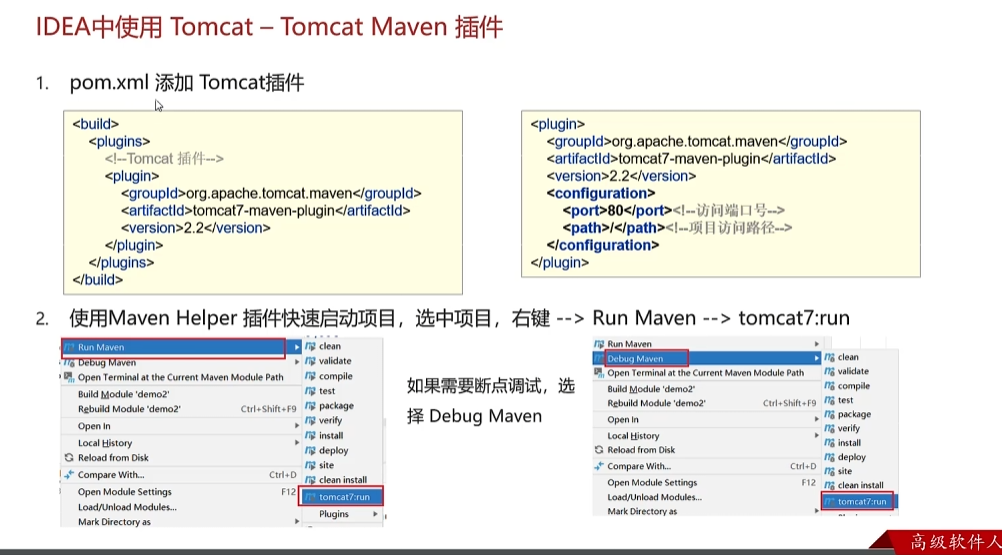 IDEA中使用 Tomcat – Tomcat Maven 插件
1. pom.xml 添加 Tomcat插件
<build>
<plugins>
<!--Tomcat 插件-->
<plugin>
<groupId>org.apache.tomcat.maven</groupId>
<artifactId>tomcat7-maven-plugin</artifactId>
<version>2.2</version>
</plugin>
</plugins>
</build>
<plugin>
<groupId>org.apache.tomcat.maven</groupId>
<artifactId>tomcat7-maven-plugin</artifactId>
<version>2.2</version>
<configuration>
<port>80</port><!--访问端口号-->
<path>/</path><!--项目访问路径-->
</configuration>
</plugin>
2. 使用Maven Helper 插件快速启动项目，选中项目，右键 --> Run Maven --> tomcat7:run
Run Maven
Debug Maven
Open Terminal at the Current Maven Module Path
Build Module 'demo2'
Rebuild Module 'demo2' Ctrl+Shift+F9
Open In
Local History
Reload from Disk
Compare With... Ctrl+D
Open Module Settings F12
Load/Unload Modules...
Mark Directory as
clean
validate
compile
test
package
verify
install
deploy
site
clean install
tomcat7:run
Plugins
如果需要断点调试，选
择 Debug Maven
Run Maven
Debug Maven
Open Terminal at the Current Maven Module Path
Build Module 'demo2'
Rebuild Module 'demo2' Ctrl+Shift+F9
Open In
Local History
Reload from Disk
Compare With... Ctrl+D
Open Module Settings F12
Load/Unload Modules...
Mark Directory as
clean
validate
compile
test
package
verify
install
deploy
site
clean install
tomcat7:run
高级软件人